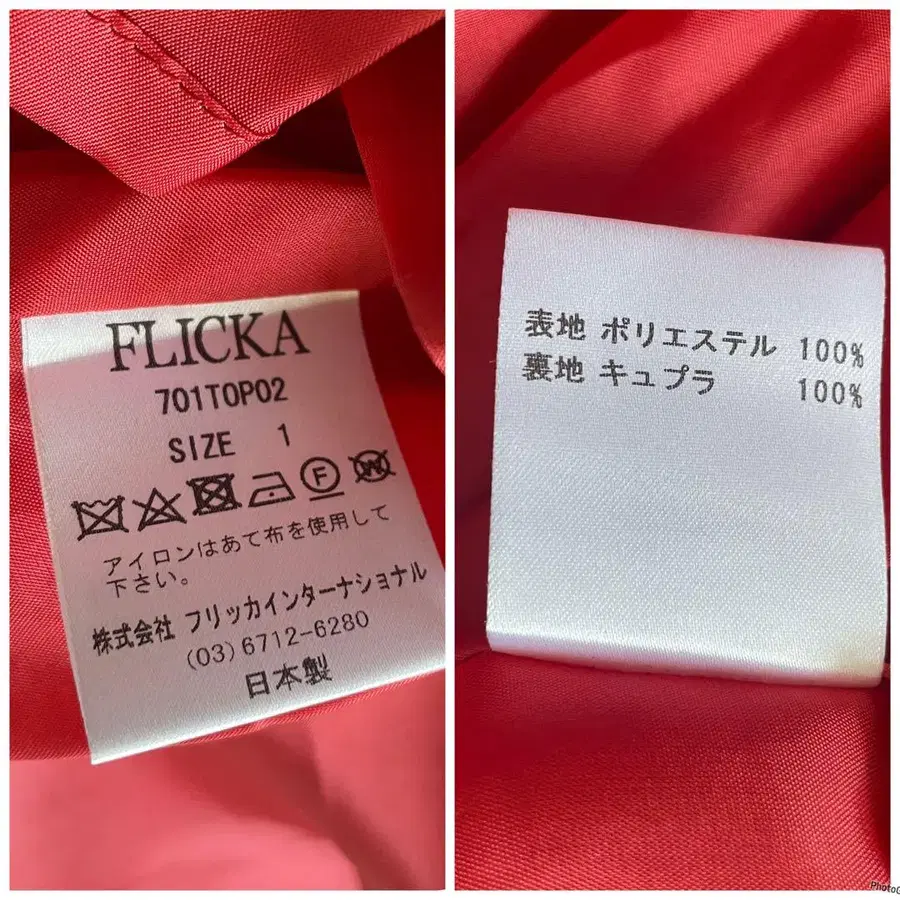 FLICKA
701TOP02
SIZE 1
F
W
アイロンはあて布を使用して
下さい。
株式会社 フリッカインターナショナル
(03)6712-6280
日本製
表地 ポリエステル 100%
裏地 キュプラ 100%